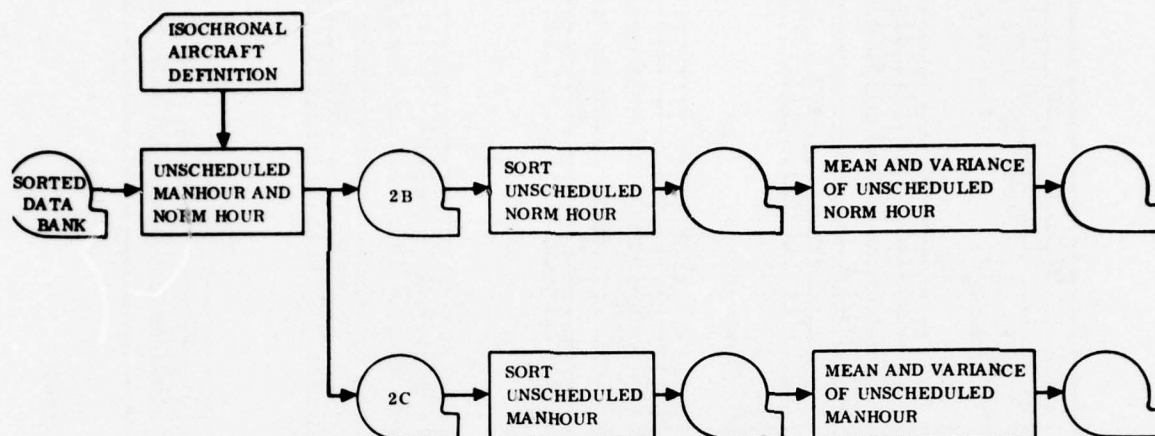 ISOCHRONAL
AIRCRAFT
DEFINITION
SORTED
DATA
BANK
UNSCHEDULED
MANHOUR AND
NORM HOUR
2B
SORT
UNSCHEDULED
NORM HOUR
MEAN AND VARIANCE
OF UNSCHEDULED
NORM HOUR
2C
SORT
UNSCHEDULED
MANHOUR
MEAN AND VARIANCE
OF UNSCHEDULED
MANHOUR